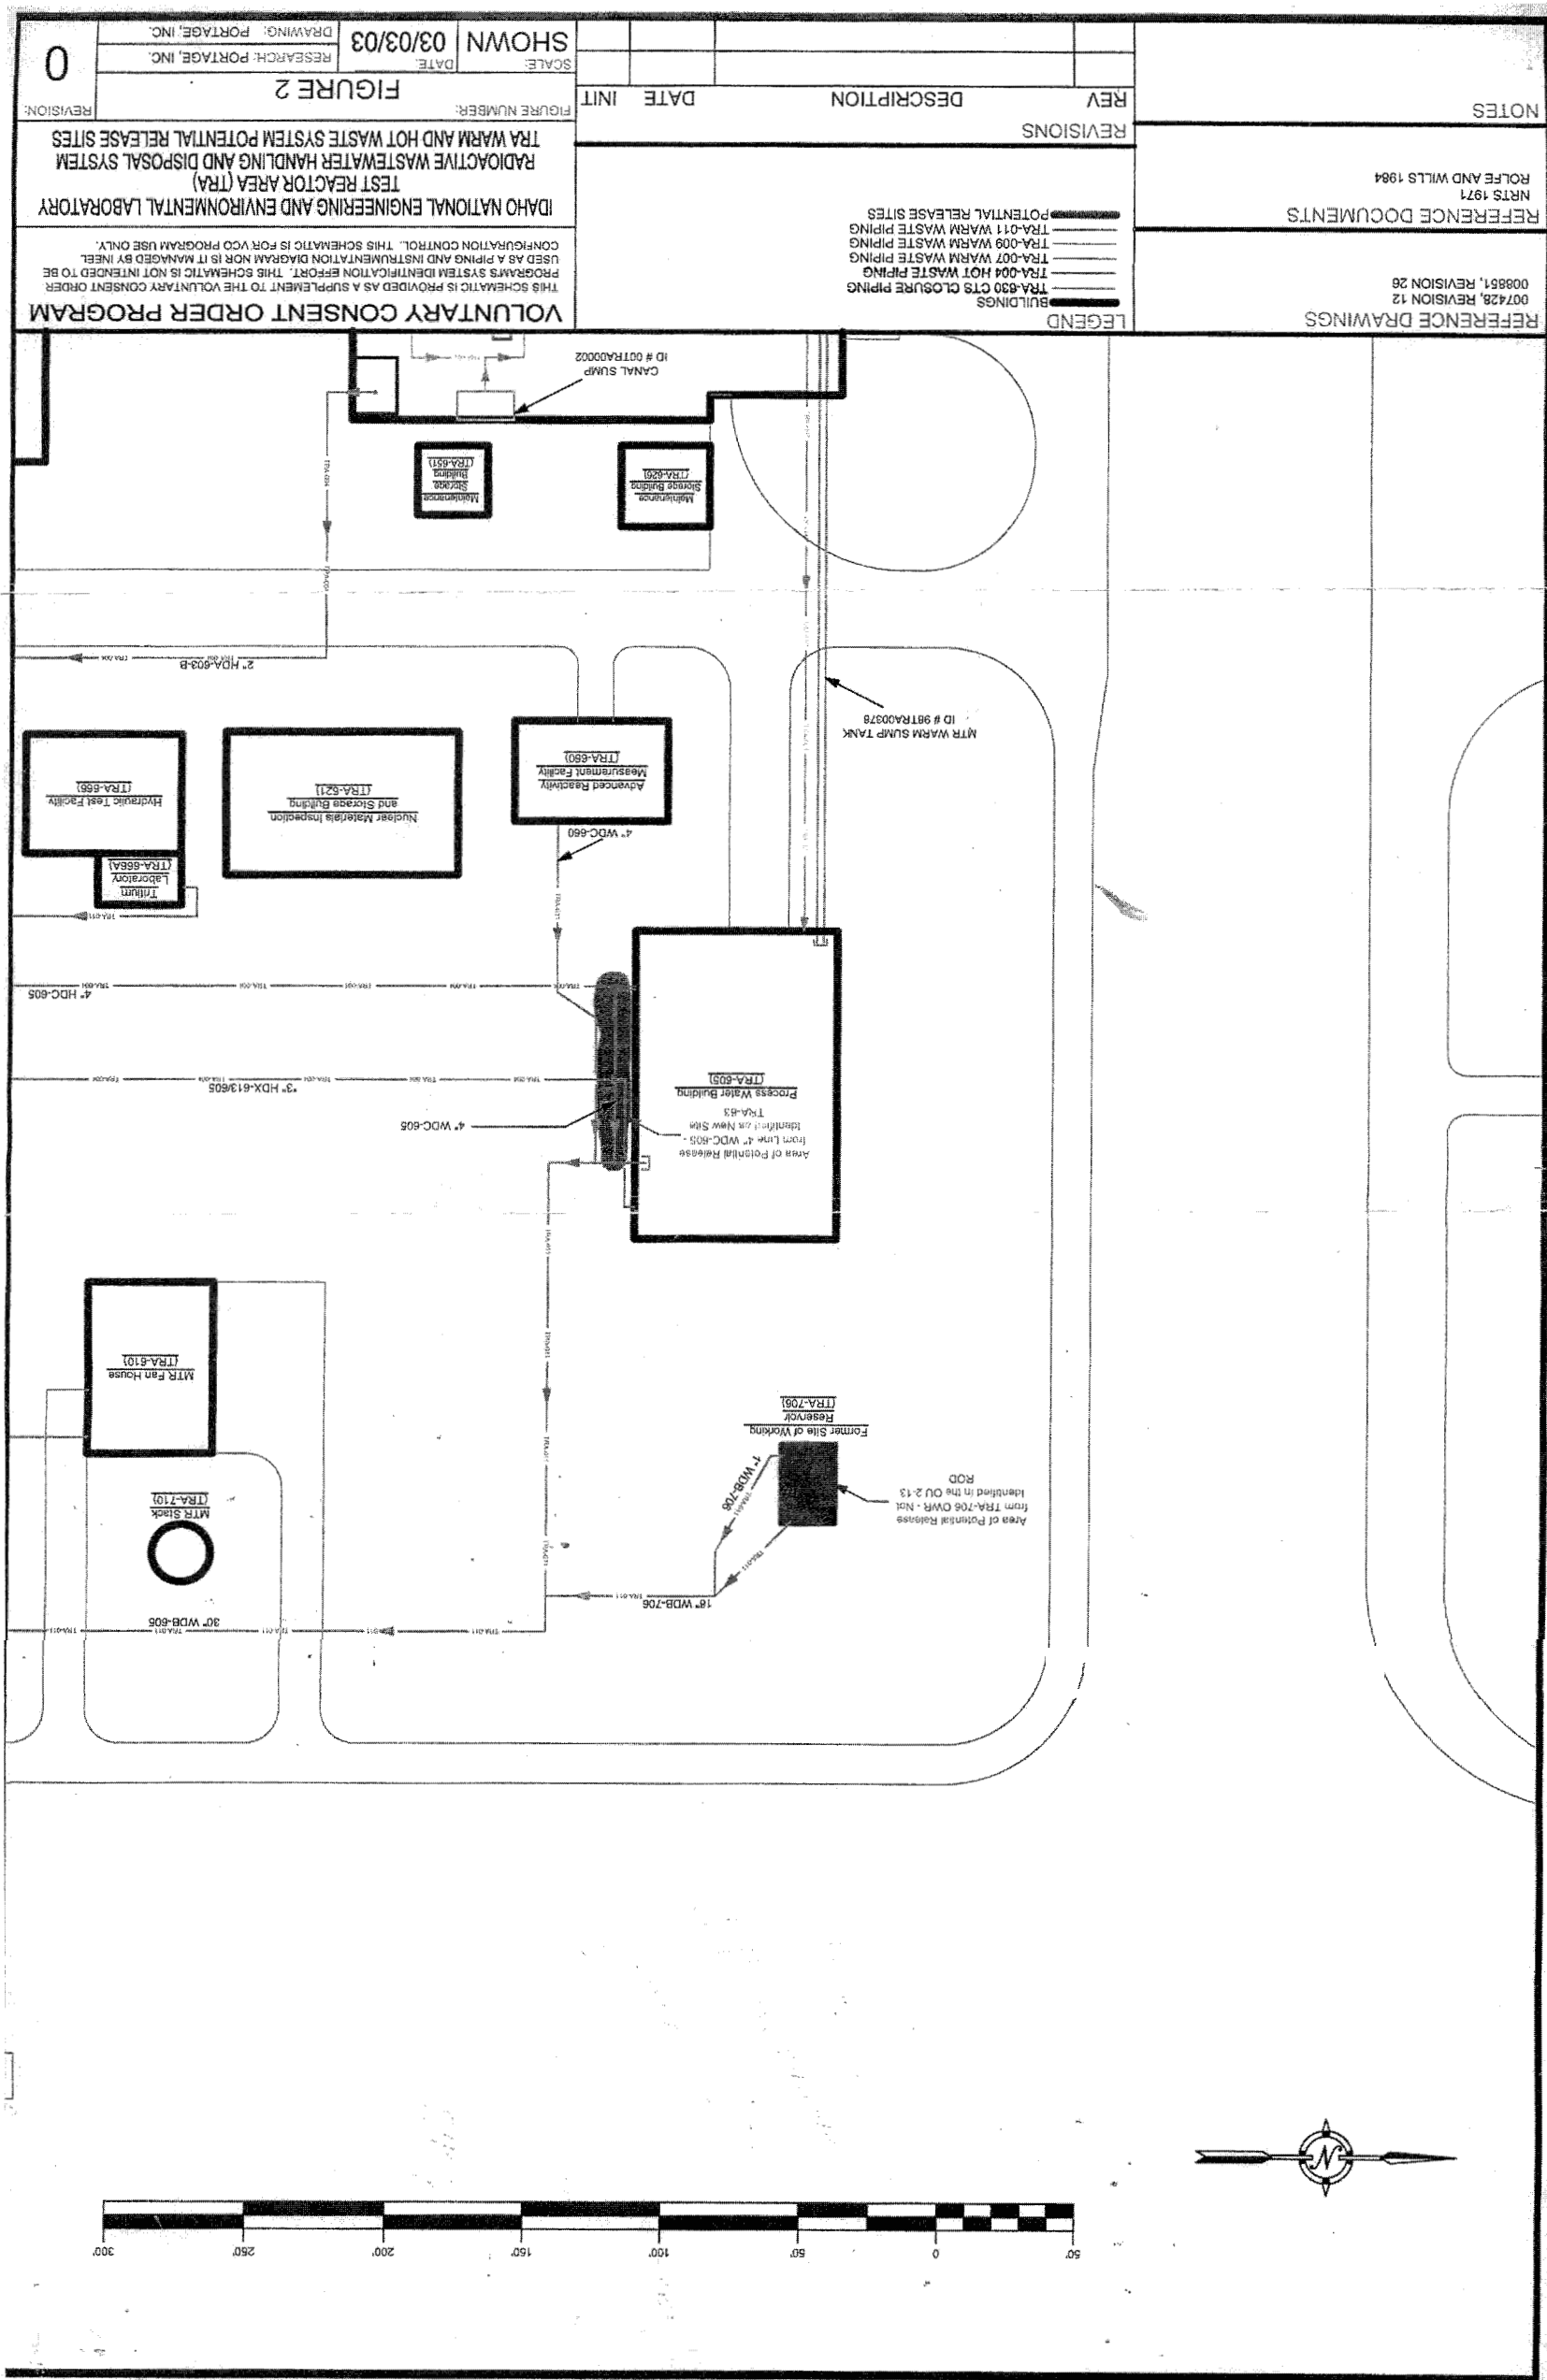 50' 0 50' 100' 150' 200' 250' 300'
N
30" WDB-605
18" WDB-706
TRA-011
1" WDB-706
MTR Stack
(TRA-710)
Area of Potential Release
from TRA-706 OWR - Not
Identified in the OU 2-13
ROD
Former Site of Working
Reservoir
(TRA-706)
MTR Fan House
(TRA-610)
Area of Potential Release
from Line 4" WDC-605 -
Identified as New Site
TRA-63
Process Water Building
(TRA-605)
4" WDC-605
"3" HDX-613/605
4" HDC-605
TRA-011
Tritium
Laboratory
(TRA-666A)
4" WDC-660
Advanced Reactivity
Measurement Facility
(TRA-660)
Nuclear Materials Inspection
and Storage Building
(TRA-621)
Hydraulic Test Facility
(TRA-666)
MTR WARM SUMP TANK
ID # 98TRA00378
2" HDA-603-B
Maintenance
Storage Building
(TRA-626)
Maintenance
Storage
Building
(TRA-651)
CANAL SUMP
ID # 00TRA00002
REFERENCE DRAWINGS
007428, REVISION 12
008851, REVISION 26
REFERENCE DOCUMENTS
NRTS 1971
ROLFE AND WILLS 1984
NOTES
LEGEND
BUILDINGS
TRA-630 CTS CLOSURE PIPING
TRA-004 HOT WASTE PIPING
TRA-007 WARM WASTE PIPING
TRA-009 WARM WASTE PIPING
TRA-011 WARM WASTE PIPING
POTENTIAL RELEASE SITES
REVISIONS
REV DESCRIPTION DATE INIT
VOLUNTARY CONSENT ORDER PROGRAM
THIS SCHEMATIC IS PROVIDED AS A SUPPLEMENT TO THE VOLUNTARY CONSENT ORDER
PROGRAM'S SYSTEM IDENTIFICATION EFFORT. THIS SCHEMATIC IS NOT INTENDED TO BE
USED AS A PIPING AND INSTRUMENTATION DIAGRAM NOR IS IT MANAGED BY INEEL
CONFIGURATION CONTROL. THIS SCHEMATIC IS FOR VCO PROGRAM USE ONLY.
IDAHO NATIONAL ENGINEERING AND ENVIRONMENTAL LABORATORY
TEST REACTOR AREA (TRA)
RADIOACTIVE WASTEWATER HANDLING AND DISPOSAL SYSTEM
TRA WARM AND HOT WASTE SYSTEM POTENTIAL RELEASE SITES
FIGURE NUMBER:
FIGURE 2
REVISION:
0
SCALE:
SHOWN
DATE:
03/03/03
RESEARCH: PORTAGE, INC.
DRAWING: PORTAGE, INC.